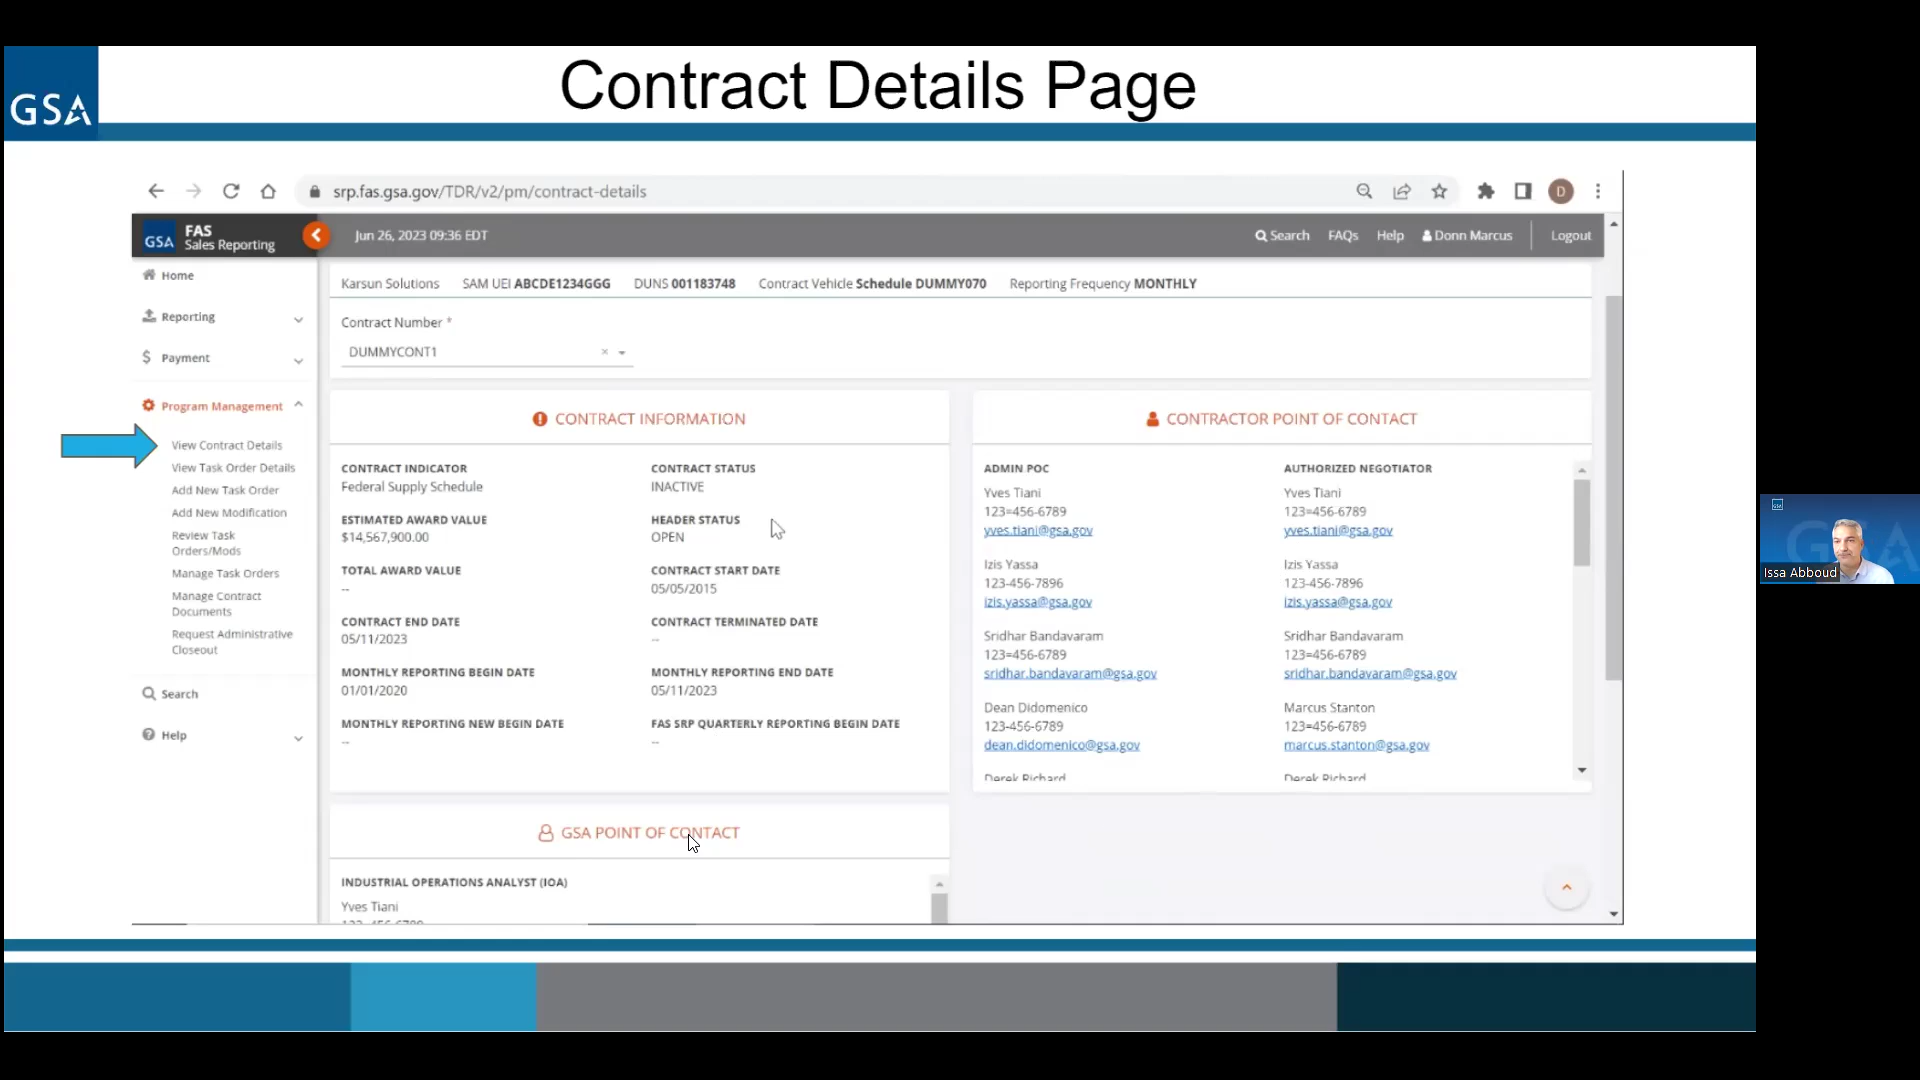 GSA
Contract Details Page
srp.fas.gsa.gov/TDR/v2/pm/contract-details
D
GSA
FAS
Sales Reporting
Jun 26, 2023 09:36 EDT
Search
FAQs
Help
Donn Marcus
Logout
Home
Reporting
Payment
Program Management
View Contract Details
View Task Order Details
Add New Task Order
Add New Modification
Review Task
Orders/Mods
Manage Task Orders
Manage Contract
Documents
Request Administrative
Closeout
Search
Help
Karsun Solutions
SAM UEI ABCDE1234GGG
DUNS 001183748
Contract Vehicle Schedule DUMMY070
Reporting Frequency MONTHLY
Contract Number *
DUMMYCONT1
CONTRACT INFORMATION
CONTRACT INDICATOR
Federal Supply Schedule
CONTRACT STATUS
INACTIVE
ESTIMATED AWARD VALUE
$14,567,900.00
HEADER STATUS
OPEN
TOTAL AWARD VALUE
--
CONTRACT START DATE
05/05/2015
CONTRACT END DATE
05/11/2023
CONTRACT TERMINATED DATE
--
MONTHLY REPORTING BEGIN DATE
01/01/2020
MONTHLY REPORTING END DATE
05/11/2023
MONTHLY REPORTING NEW BEGIN DATE
--
FAS SRP QUARTERLY REPORTING BEGIN DATE
--
CONTRACTOR POINT OF CONTACT
ADMIN POC
Yves Tiani
123=456-6789
yves.tiani@gsa.gov
Izis Yassa
123-456-7896
izis.yassa@gsa.gov
Sridhar Bandavaram
123=456-6789
sridhar.bandavaram@gsa.gov
Dean Didomenico
123-456-6789
dean.didomenico@gsa.gov
Derek Richard
AUTHORIZED NEGOTIATOR
Yves Tiani
123=456-6789
yves.tiani@gsa.gov
Izis Yassa
123-456-7896
izis.yassa@gsa.gov
Sridhar Bandavaram
123=456-6789
sridhar.bandavaram@gsa.gov
Marcus Stanton
123=456-6789
marcus.stanton@gsa.gov
Derek Richard
GSA POINT OF CONTACT
INDUSTRIAL OPERATIONS ANALYST (IOA)
Yves Tiani
Issa Abboud